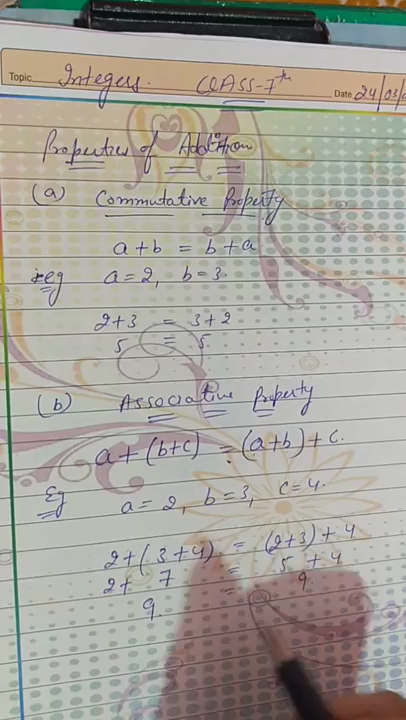 Topic Integers. CLASS-7th Date 24/03/
Properties of Addition
(a) Commutative Property
a+b = b+a
eg a=2, b=3.
2+3 = 3+2
5 = 5
(b) Associative Property
a+(b+c) = (a+b)+c.
Eg a=2, b=3, c=4.
2+(3+4) = (2+3)+4
2+ 7 = 5 +4
9. = 9